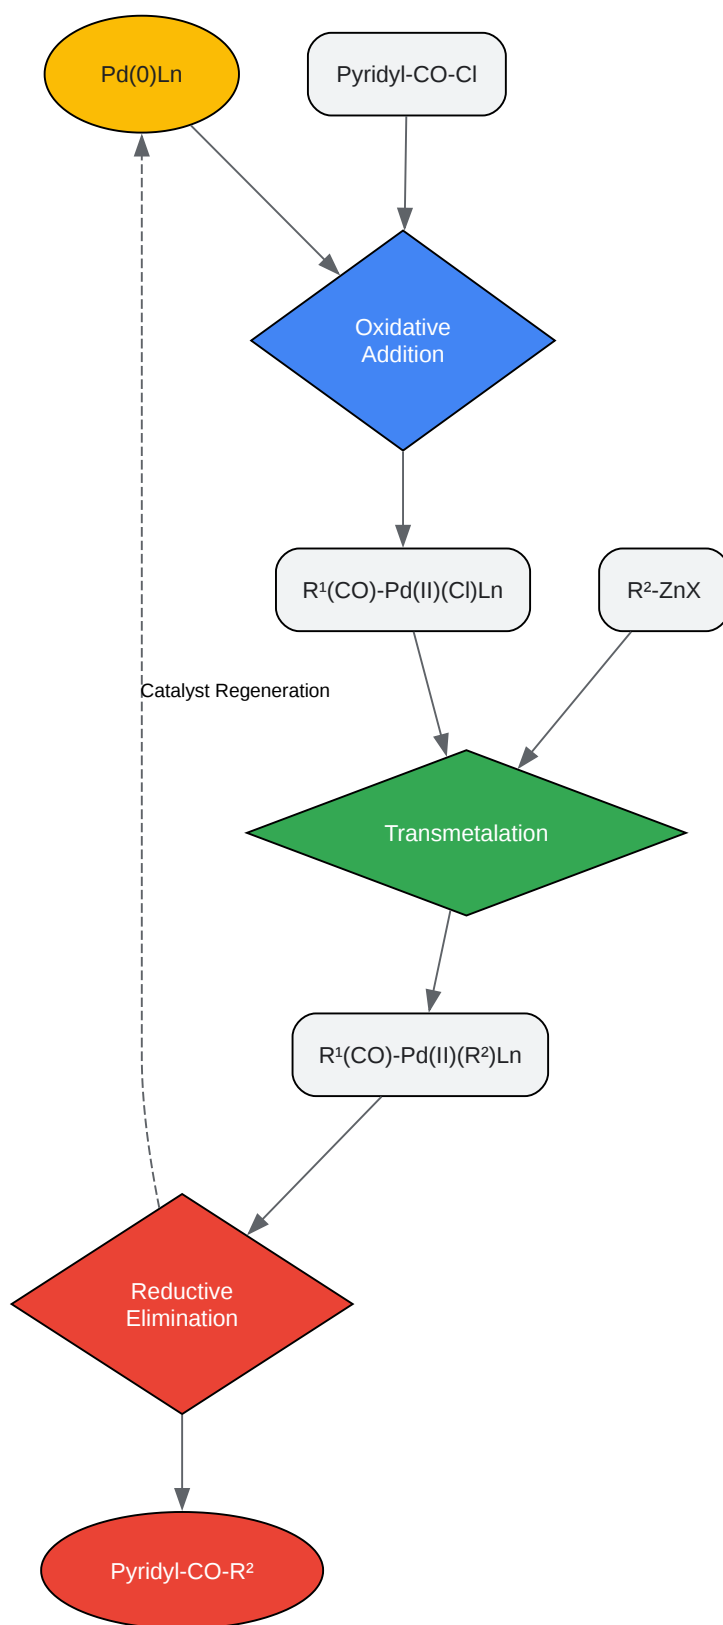 Pd(0)Ln
Pyridyl-CO-Cl
Oxidative
Addition
R¹(CO)-Pd(II)(Cl)Ln
R²-ZnX
Catalyst Regeneration
Transmetalation
R¹(CO)-Pd(II)(R²)Ln
Reductive
Elimination
Pyridyl-CO-R²